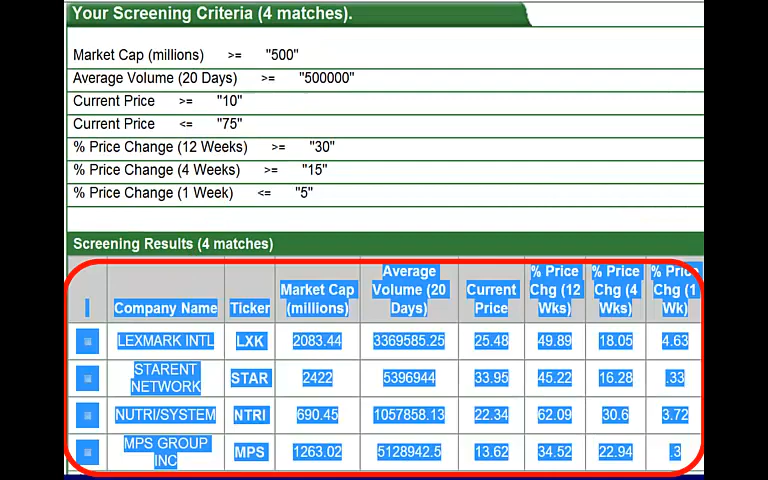 Your Screening Criteria (4 matches).
Market Cap (millions) >= "500"
Average Volume (20 Days) >= "500000"
Current Price >= "10"
Current Price <= "75"
% Price Change (12 Weeks) >= "30"
% Price Change (4 Weeks) >= "15"
% Price Change (1 Week) <= "5"
Screening Results (4 matches)
Company Name Ticker Market Cap (millions) Average Volume (20 Days) Current Price % Price Chg (12 Wks) % Price Chg (4 Wks) % Price Chg (1 Wk)
LEXMARK INTL LXK 2083.44 3369585.25 25.48 49.89 18.05 4.63
STARENT NETWORK STAR 2422 5396944 33.95 45.22 16.28 .33
NUTRI/SYSTEM NTRI 690.45 1057858.13 22.34 62.09 30.6 3.72
MPS GROUP INC MPS 1263.02 5128942.5 13.62 34.52 22.94 .3